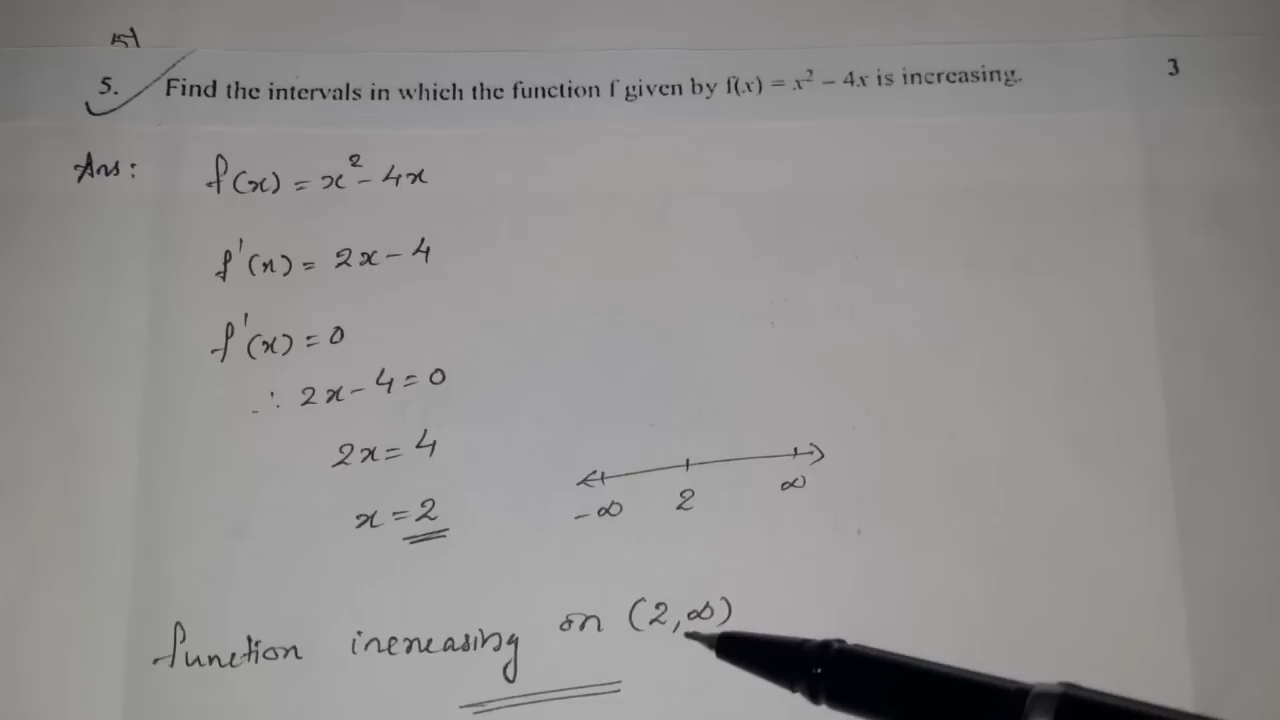 5. Find the intervals in which the function f given by f(x) = x² − 4x is increasing. 3
Ans: f(x) = x² - 4x
f'(x) = 2x - 4
f'(x) = 0
∴ 2x - 4 = 0
2x = 4
x = 2
-∞ 2 ∞
function increasing on (2, ∞)